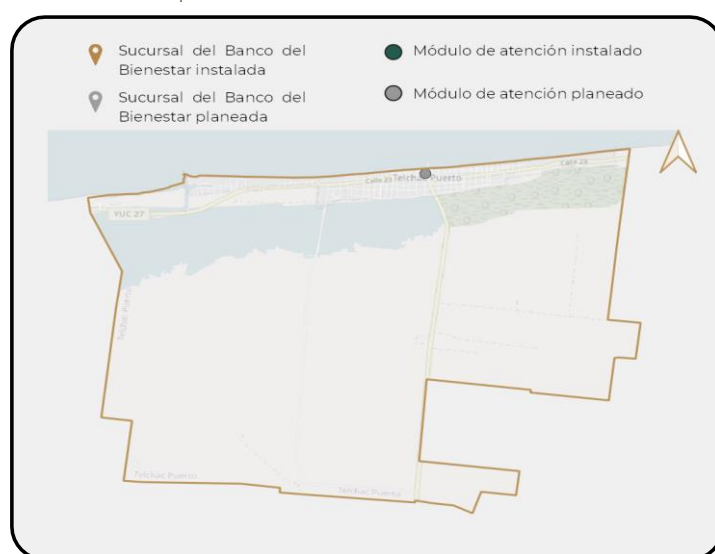 Sucursal del Banco del
Bienestar instalada
Módulo de atención instalado
Sucursal del Banco del
Bienestar planeada
Módulo de atención planeado
Calle 23
Telchac Puerto
Calle 23
YUC 27
Telchac Puerto
Telchac Puerto
Telchac Puerto